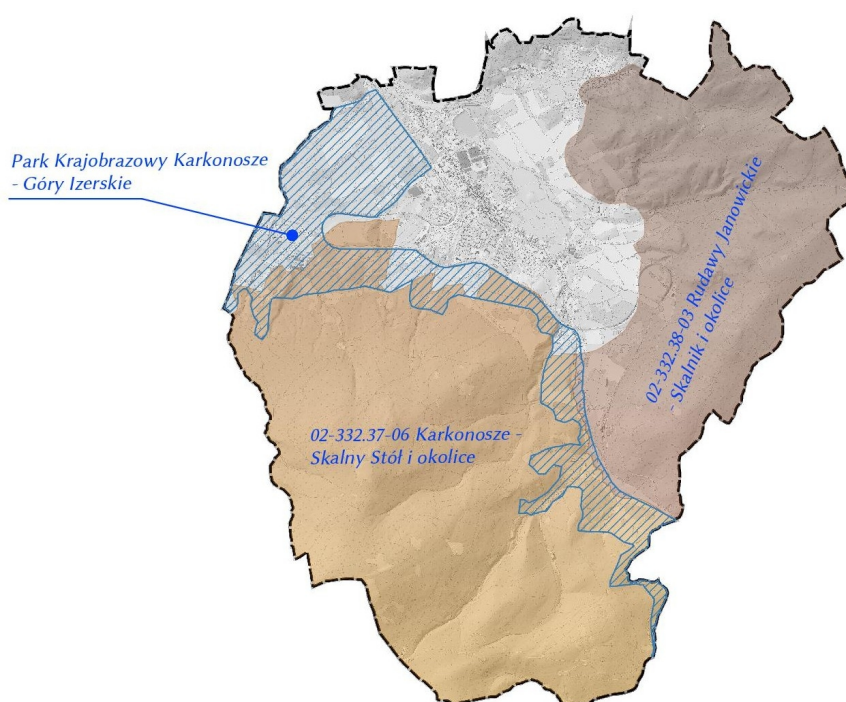 Park Krajobrazowy Karkonosze
- Góry Izerskie
02-332.38-03 Rudawy Janowickie
- Skalnik i okolice
02-332.37-06 Karkonosze -
Skalny Stół i okolice